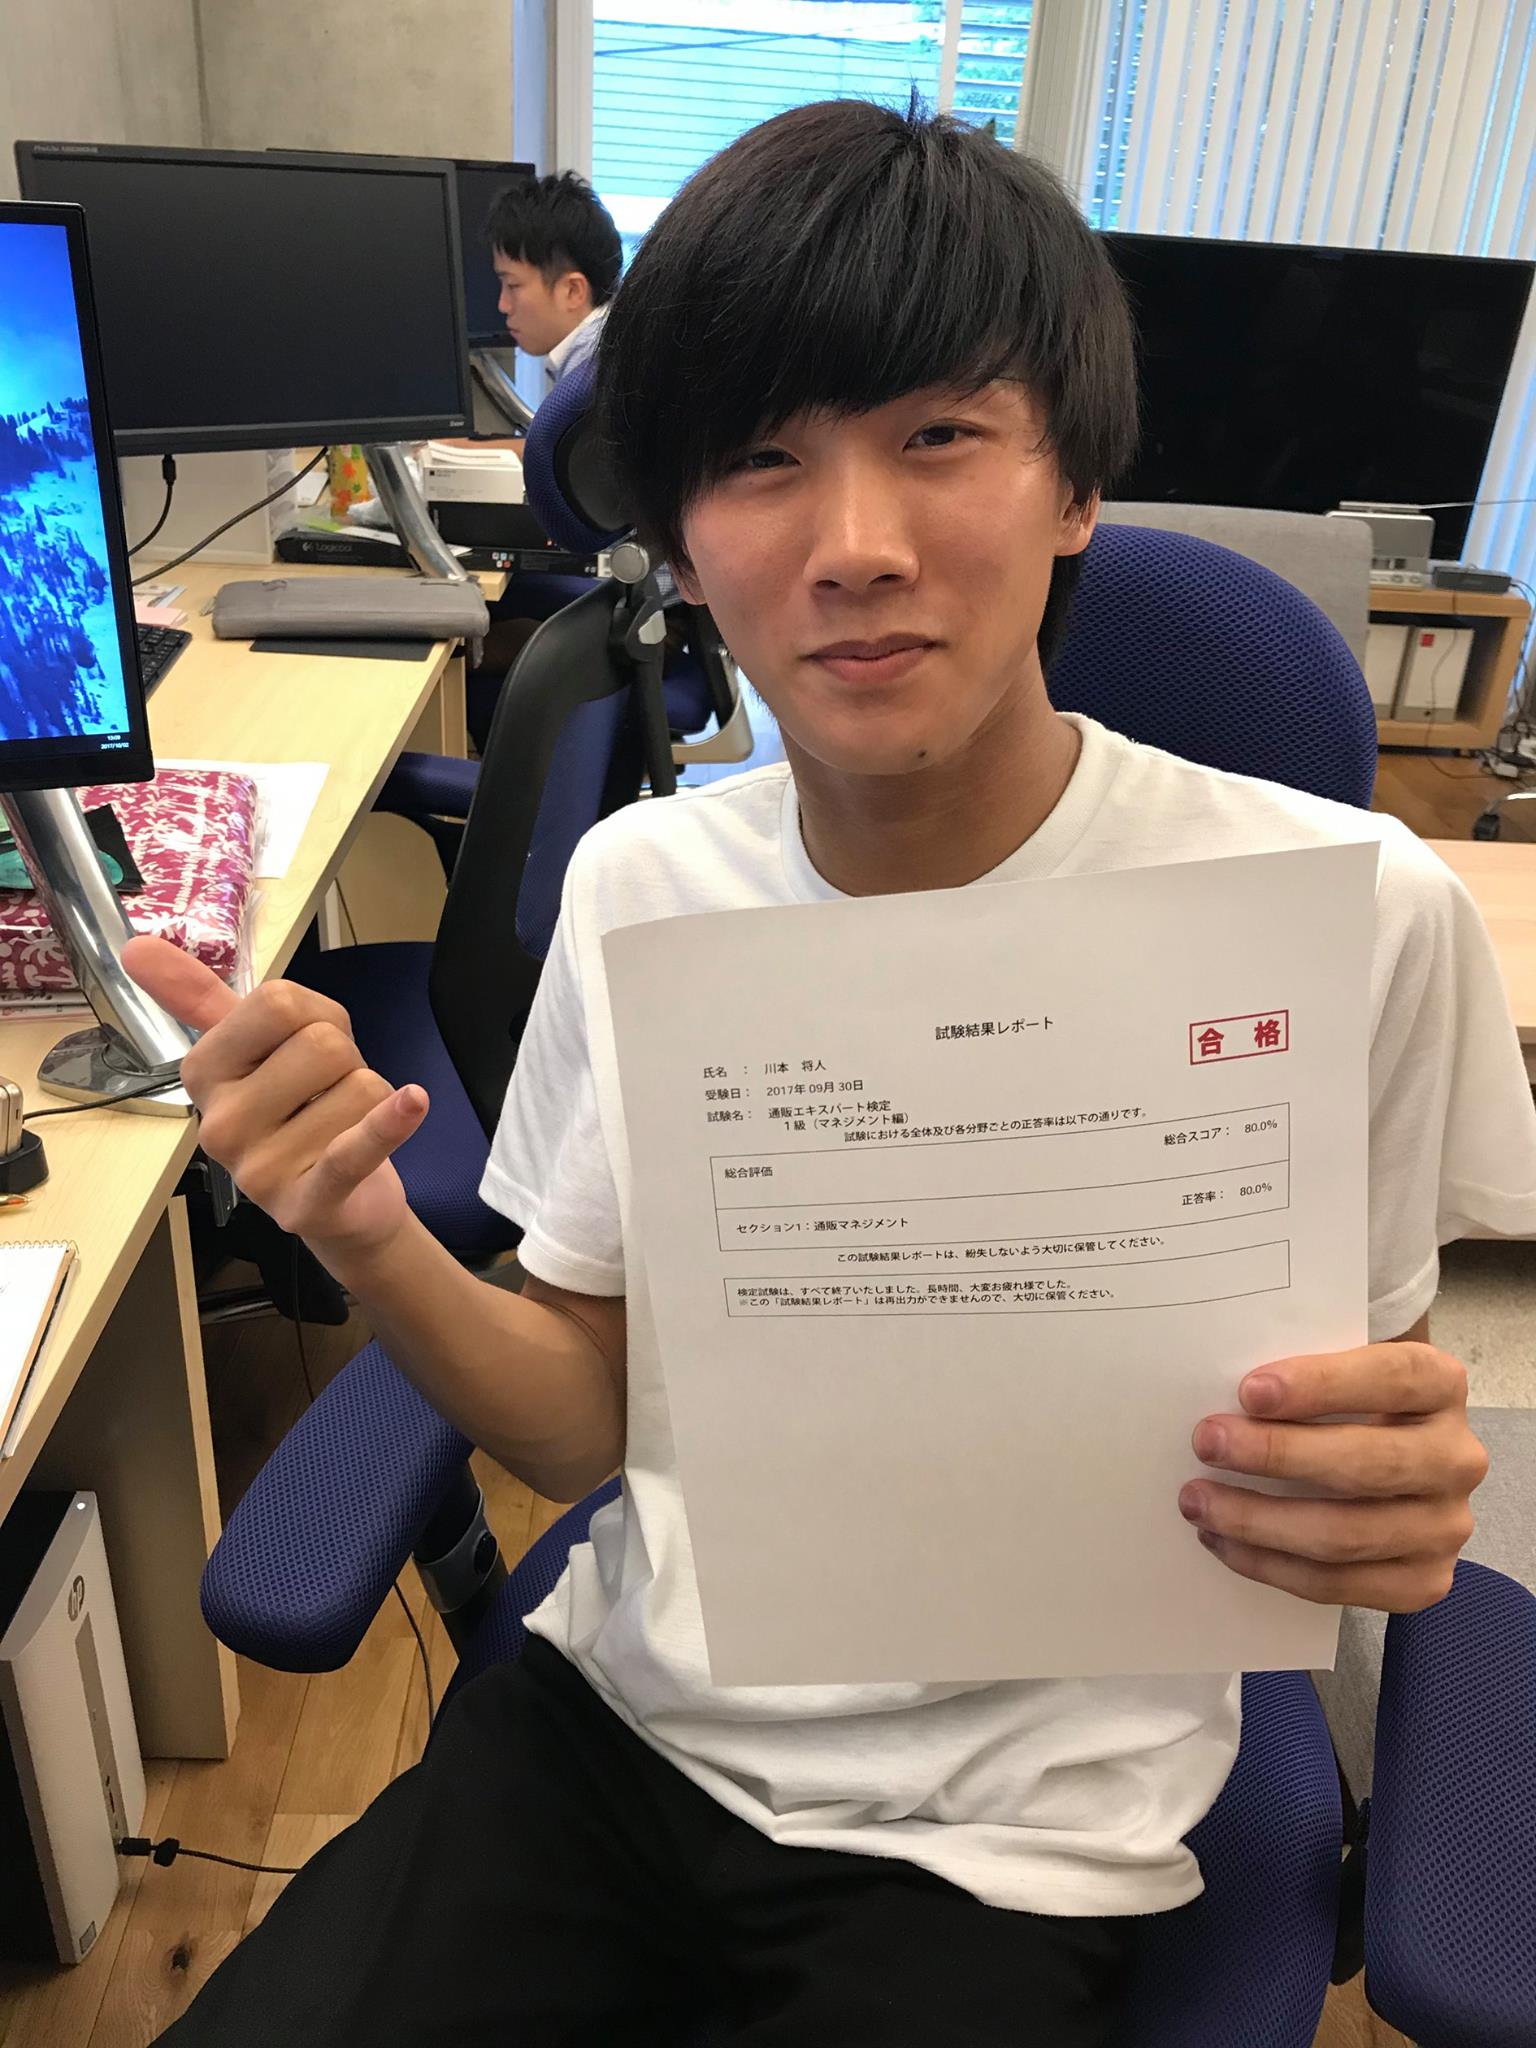 試験結果レポート
合 格
氏名 ： 川本 将人
受験日： 2017年 09月 30日
試験名： 通販エキスパート検定
１級（マネジメント編）
試験における全体及び各分野ごとの正答率は以下の通りです。
総合評価 総合スコア： 80.0%
セクション1：通販マネジメント 正答率： 80.0%
この試験結果レポートは、紛失しないよう大切に保管してください。
検定試験は、すべて終了いたしました。長時間、大変お疲れ様でした。
※この「試験結果レポート」は再出力ができませんので、大切に保管ください。
Logicool
hp
2017/10/02